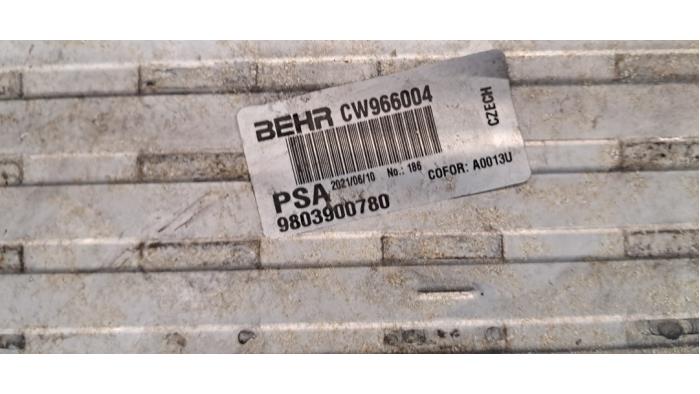 BEHR CW966004
CZECH
PSA 2021/06/10 No.: 186 COFOR: A0013U
9803900780